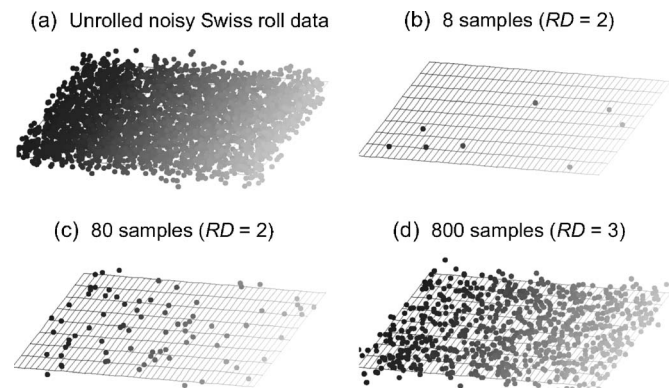 (a) Unrolled noisy Swiss roll data
(b) 8 samples (RD = 2)
(c) 80 samples (RD = 2)
(d) 800 samples (RD = 3)